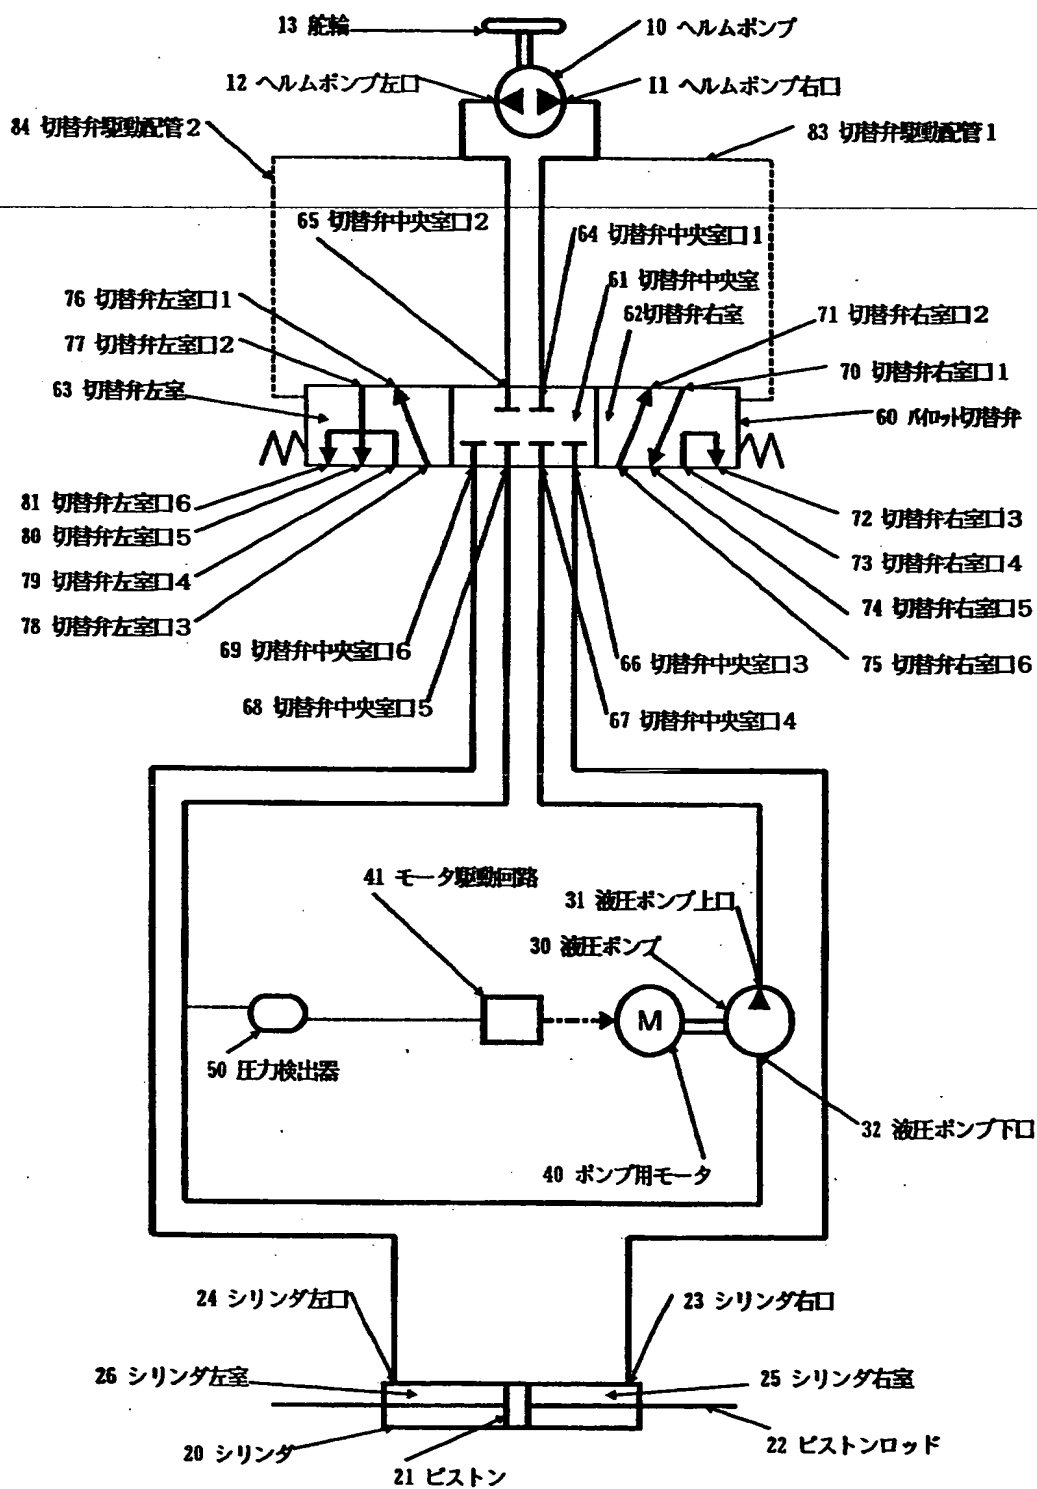 13 舵輪
10 ヘルムポンプ
12 ヘルムポンプ左口
11 ヘルムポンプ右口
84 切替弁駆動配管2
83 切替弁駆動配管1
65 切替弁中央室口2
64 切替弁中央室口1
61 切替弁中央室
62切替弁右室
76 切替弁左室口1
71 切替弁右室口2
77 切替弁左室口2
70 切替弁右室口1
63 切替弁左室
60 パイロット切替弁
81 切替弁左室口6
72 切替弁右室口3
80 切替弁左室口5
73 切替弁右室口4
79 切替弁左室口4
74 切替弁右室口5
78 切替弁左室口3
69 切替弁中央室口6
66 切替弁中央室口3
75 切替弁右室口6
68 切替弁中央室口5
67 切替弁中央室口4
41 モータ駆動回路
31 液圧ポンプ上口
30 液圧ポンプ
M
50 圧力検出器
32 液圧ポンプ下口
40 ポンプ用モータ
24 シリンダ左口
23 シリンダ右口
26 シリンダ左室
25 シリンダ右室
20 シリンダ
22 ピストンロッド
21 ピストン